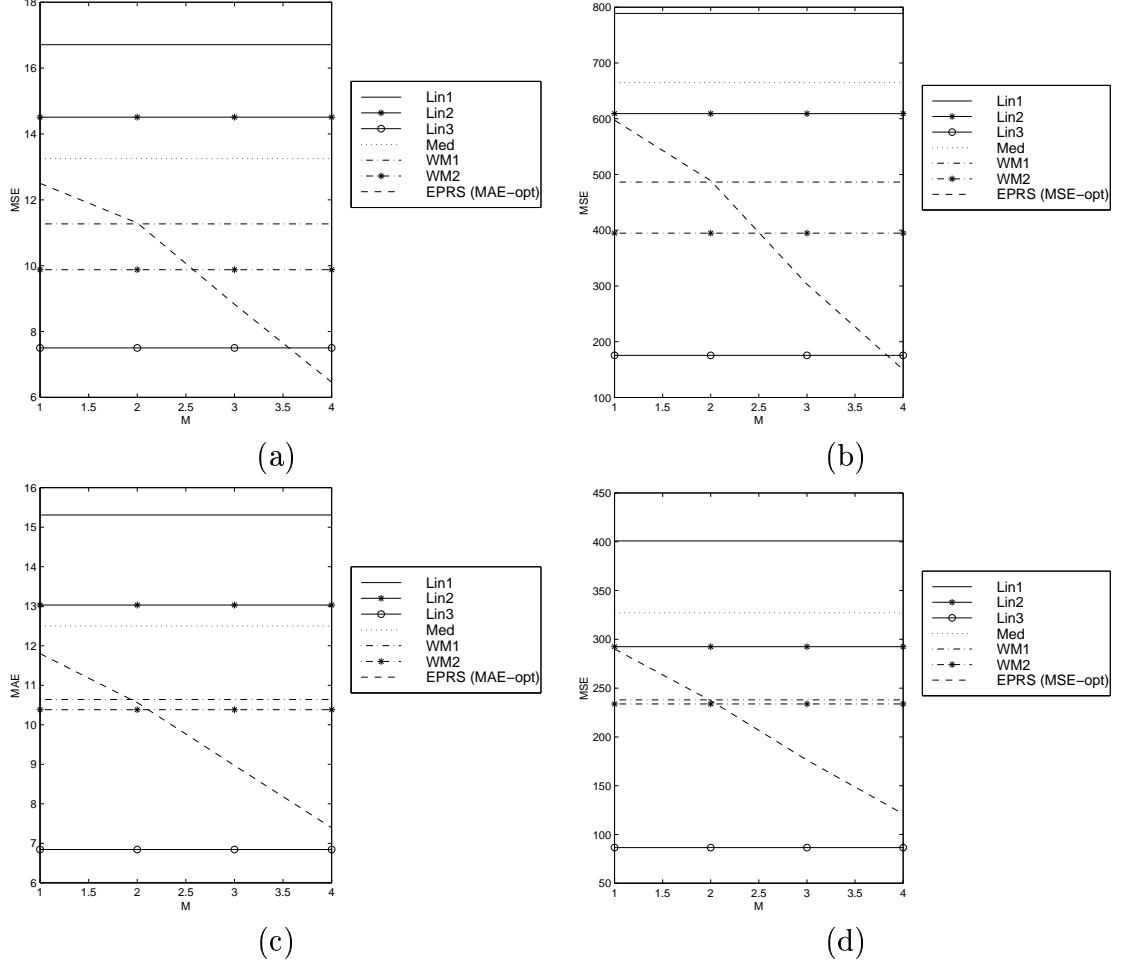 18
16
14
12
10
8
6
MSE
1
1.5
2
2.5
3
3.5
4
M
Lin1
Lin2
Lin3
Med
WM1
WM2
EPRS (MAE−opt)
(a)
800
700
600
500
400
300
200
100
MSE
1
1.5
2
2.5
3
3.5
4
M
Lin1
Lin2
Lin3
Med
WM1
WM2
EPRS (MSE−opt)
(b)
16
15
14
13
12
11
10
9
8
7
6
MAE
1
1.5
2
2.5
3
3.5
4
M
Lin1
Lin2
Lin3
Med
WM1
WM2
EPRS (MAE−opt)
(c)
450
400
350
300
250
200
150
100
50
MSE
1
1.5
2
2.5
3
3.5
4
M
Lin1
Lin2
Lin3
Med
WM1
WM2
EPRS (MSE−opt)
(d)